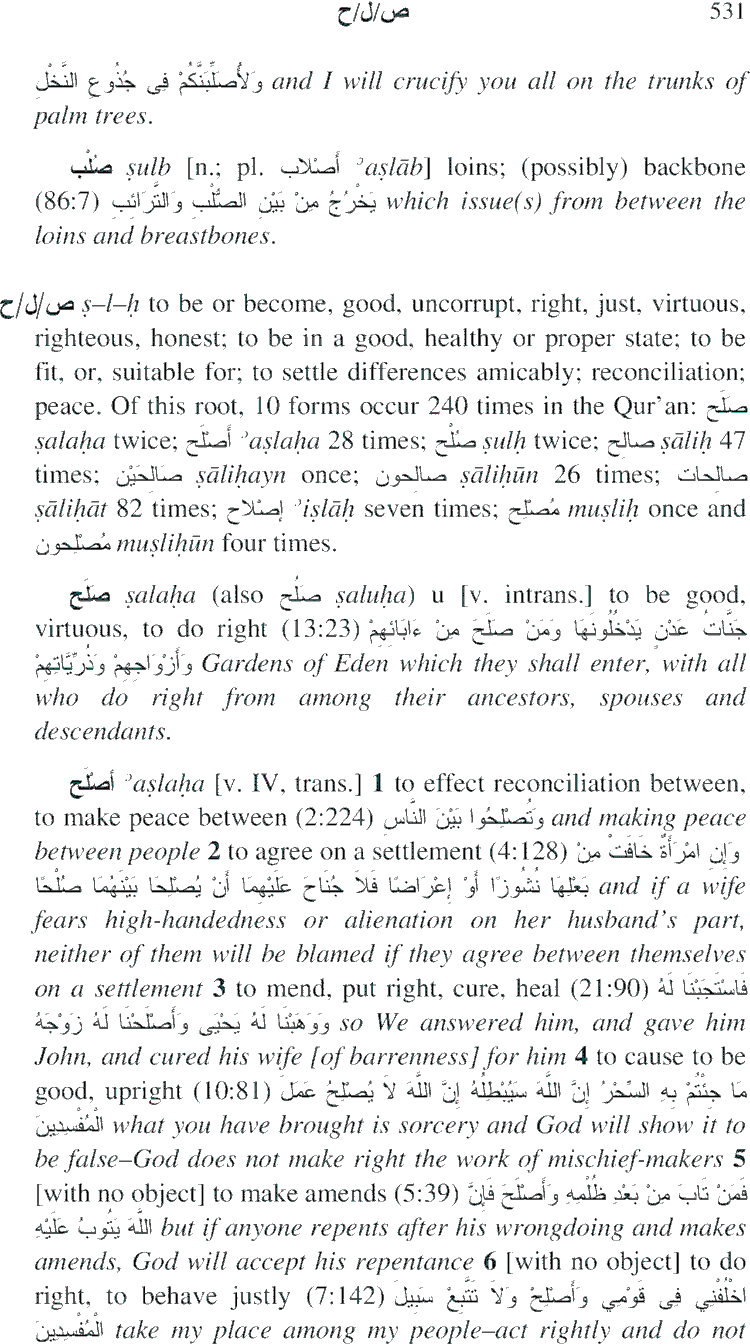 ص/ل/ح 531
وَلَأُصَلِّبَنَّكُمْ فِى جُذُوعِ النَّخْلِ and I will crucify you all on the trunks of
palm trees.
صُلْب ṣulb [n.; pl. أَصْلاب ʾaṣlāb] loins; (possibly) backbone
(86:7) يَخْرُجُ مِنْ بَيْنِ الصُّلْبِ وَالتَّرَائِبِ which issue(s) from between the
loins and breastbones.
ص/ل/ح ṣ–l–ḥ to be or become, good, uncorrupt, right, just, virtuous,
righteous, honest; to be in a good, healthy or proper state; to be
fit, or, suitable for; to settle differences amicably; reconciliation;
peace. Of this root, 10 forms occur 240 times in the Qur’an: صلَح
ṣalaḥa twice; أَصْلَح ʾaṣlaḥa 28 times; صُلْح ṣulḥ twice; صالِح ṣāliḥ 47
times; صالِحَيْن ṣāliḥayn once; صالِحون ṣāliḥūn 26 times; صالِحات
ṣāliḥāt 82 times; إصْلاح ʾiṣlāḥ seven times; مُصْلِح muṣliḥ once and
مُصْلِحون muṣliḥūn four times.
صلَح ṣalaḥa (also صلُح ṣaluḥa) u [v. intrans.] to be good,
virtuous, to do right (13:23) جَنَّاتُ عَدْنٍ يَدْخُلُونَهَا وَمَنْ صَلَحَ مِنْ ءَابَائِهِمْ
وَأَزْوَاجِهِمْ وَذُرِّيَّاتِهِمْ Gardens of Eden which they shall enter, with all
who do right from among their ancestors, spouses and
descendants.
أصْلَح ʾaṣlaḥa [v. IV, trans.] 1 to effect reconciliation between,
to make peace between (2:224) وَتُصْلِحُوا بَيْنَ النَّاسِ and making peace
between people 2 to agree on a settlement (4:128) وَإِنِ امْرَأَةٌ خَافَتْ مِنْ
بَعْلِهَا نُشُوزًا أَوْ إِعْرَاضًا فَلاَ جُنَاحَ عَلَيْهِمَا أَنْ يُصْلِحَا بَيْنَهُمَا صُلْحًا and if a wife
fears high-handedness or alienation on her husband’s part,
neither of them will be blamed if they agree between themselves
on a settlement 3 to mend, put right, cure, heal (21:90) فَاسْتَجَبْنَا لَهُ
وَوَهَبْنَا لَهُ يَحْيَى وَأَصْلَحْنَا لَهُ زَوْجَهُ so We answered him, and gave him
John, and cured his wife [of barrenness] for him 4 to cause to be
good, upright (10:81) مَا جِئْتُمْ بِهِ السِّحْرُ إِنَّ اللَّهَ سَيُبْطِلُهُ إِنَّ اللَّهَ لاَ يُصْلِحُ عَمَلَ
الْمُفْسِدِينَ what you have brought is sorcery and God will show it to
be false–God does not make right the work of mischief-makers 5
[with no object] to make amends (5:39) فَمَنْ تَابَ مِنْ بَعْدِ ظُلْمِهِ وَأَصْلَحَ فَإِنَّ
اللَّهَ يَتُوبُ عَلَيْهِ but if anyone repents after his wrongdoing and makes
amends, God will accept his repentance 6 [with no object] to do
right, to behave justly (7:142) اخْلُفْنِي فِى قَوْمِي وَأَصْلِحْ وَلاَ تَتَّبِعْ سَبِيلَ
الْمُفْسِدِينَ take my place among my people–act rightly and do not